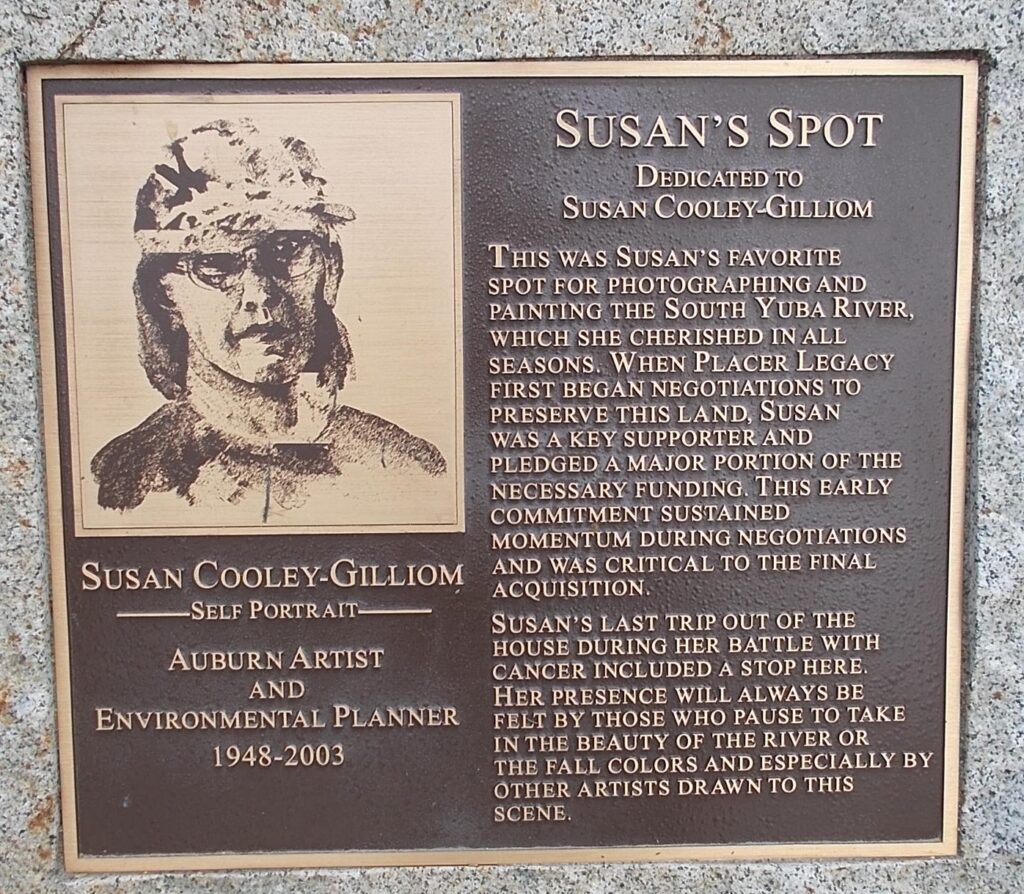 SUSAN'S SPOT
DEDICATED TO
SUSAN COOLEY-GILLIOM
THIS WAS SUSAN'S FAVORITE
SPOT FOR PHOTOGRAPHING AND
PAINTING THE SOUTH YUBA RIVER,
WHICH SHE CHERISHED IN ALL
SEASONS. WHEN PLACER LEGACY
FIRST BEGAN NEGOTIATIONS TO
PRESERVE THIS LAND, SUSAN
WAS A KEY SUPPORTER AND
PLEDGED A MAJOR PORTION OF THE
NECESSARY FUNDING. THIS EARLY
COMMITMENT SUSTAINED
MOMENTUM DURING NEGOTIATIONS
AND WAS CRITICAL TO THE FINAL
ACQUISITION.
SUSAN'S LAST TRIP OUT OF THE
HOUSE DURING HER BATTLE WITH
CANCER INCLUDED A STOP HERE.
HER PRESENCE WILL ALWAYS BE
FELT BY THOSE WHO PAUSE TO TAKE
IN THE BEAUTY OF THE RIVER OR
THE FALL COLORS AND ESPECIALLY BY
OTHER ARTISTS DRAWN TO THIS
SCENE.
SUSAN COOLEY-GILLIOM
SELF PORTRAIT
AUBURN ARTIST
AND
ENVIRONMENTAL PLANNER
1948-2003